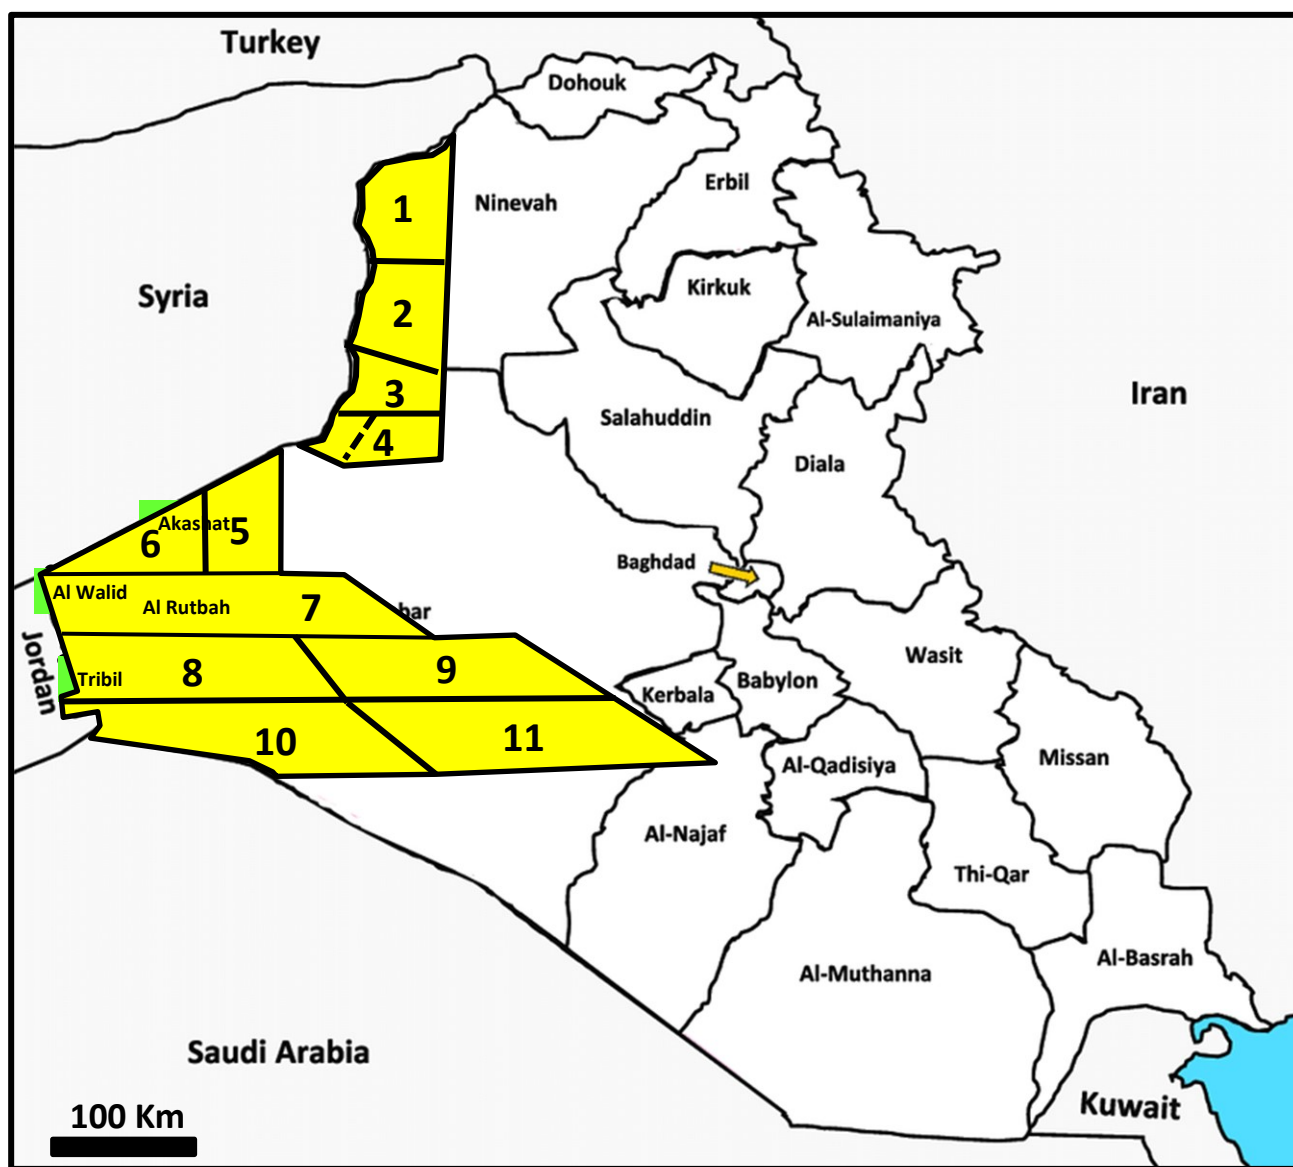 Turkey
Dohouk
Ninevah
Erbil
1
Syria
2
Kirkuk
Al-Sulaimaniya
3
Salahuddin
Iran
4
Diala
Akashat
6
5
Baghdad
Al Walid
Al Rutbah
7
bar
Jordan
Tribil
8
9
Kerbala
Babylon
Wasit
10
11
Al-Qadisiya
Missan
Al-Najaf
Thi-Qar
Al-Muthanna
Al-Basrah
Saudi Arabia
Kuwait
100 Km